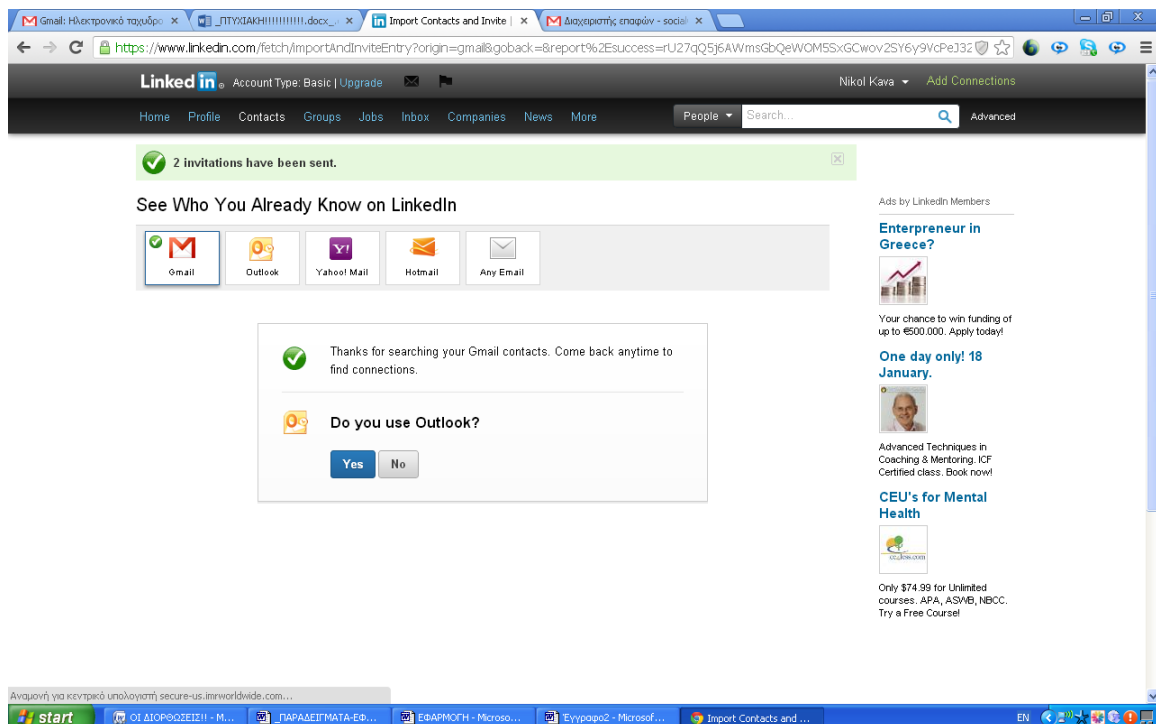 Gmail: Ηλεκτρονικό ταχυδρο
_ΠΤΥΧΙΑΚΗ!!!!!!!!!!!.docx_
Import Contacts and Invite |
Διαχειριστής επαφών - social
https://www.linkedin.com/fetch/importAndInviteEntry?origin=gmail&goback=&report%2Esuccess=rU27qQ5j6AWmsGbQeWOM5SxGCwov2SY6y9VcPeJ32
Linked in Account Type: Basic | Upgrade
Nikol Kava Add Connections
Home Profile Contacts Groups Jobs Inbox Companies News More
People Search... Advanced
2 invitations have been sent.
See Who You Already Know on LinkedIn
Gmail Outlook Yahoo! Mail Hotmail Any Email
Thanks for searching your Gmail contacts. Come back anytime to
find connections.
Do you use Outlook?
Yes No
Ads by LinkedIn Members
Enterpreneur in
Greece?
Your chance to win funding of
up to €500.000. Apply today!
One day only! 18
January.
Advanced Techniques in
Coaching & Mentoring. ICF
Certified class. Book now!
CEU's for Mental
Health
Only $74.99 for Unlimited
courses. APA, ASWB, NBCC.
Try a Free Course!
Αναμονή για κεντρικό υπολογιστή secure-us.imrworldwide.com...
start
ΟΙ ΔΙΟΡΘΩΣΕΙΣ!! - M...
_ΠΑΡΑΔΕΙΓΜΑΤΑ-ΕΦ...
ΕΦΑΡΜΟΓΗ - Microso...
Έγγραφο2 - Microsof...
Import Contacts and ...
EN